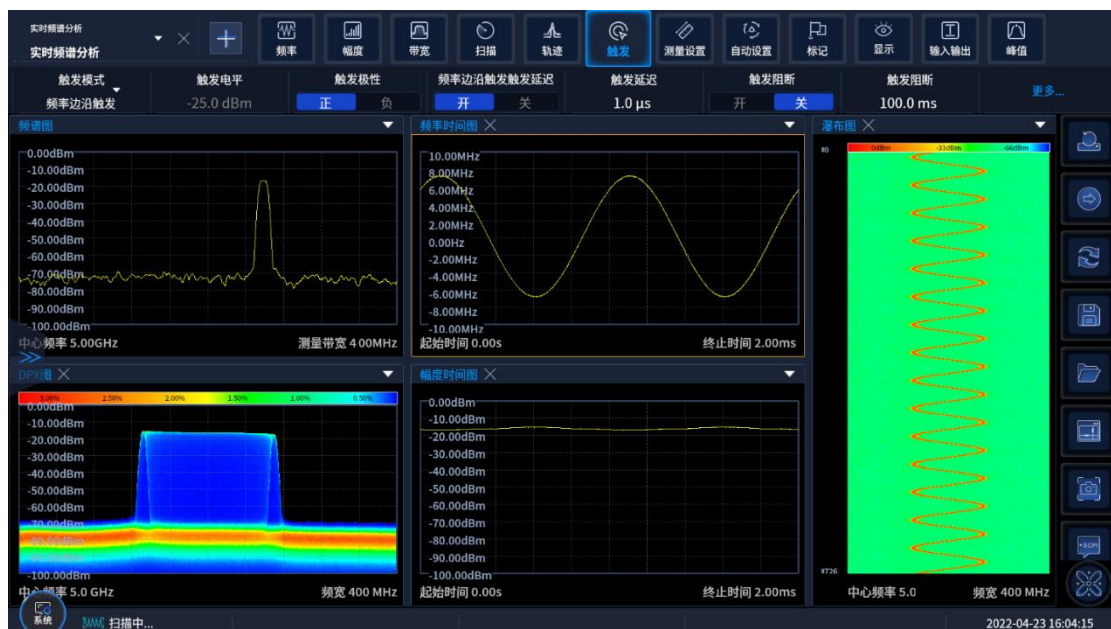 实时频谱分析
实时频谱分析
频率
幅度
带宽
扫描
轨迹
触发
测量设置
自动设置
标记
显示
输入输出
峰值
触发模式
频率边沿触发
触发电平
-25.0 dBm
触发极性
正 负
频率边沿触发触发延迟
开 关
触发延迟
1.0 μs
触发阻断
开 关
触发阻断
100.0 ms
更多...
频谱图
0.00dBm
-10.00dBm
-20.00dBm
-30.00dBm
-40.00dBm
-50.00dBm
-60.00dBm
-70.00dBm
-80.00dBm
-90.00dBm
-100.00dBm
中心频率 5.00GHz
测量带宽 400MHz
频率时间图
10.00MHz
8.00MHz
6.00MHz
4.00MHz
2.00MHz
0.00Hz
-2.00MHz
-4.00MHz
-6.00MHz
-8.00MHz
-10.00MHz
起始时间 0.00s
终止时间 2.00ms
瀑布图
#0
0dBm -33dBm -66dBm
#726
中心频率 5.0
频宽 400 MHz
DPX图
3.00% 2.50% 2.00% 1.50% 1.00% 0.50%
0.00dBm
-10.00dBm
-20.00dBm
-30.00dBm
-40.00dBm
-50.00dBm
-60.00dBm
-70.00dBm
-80.00dBm
-100.00dBm
中心频率 5.0 GHz
频宽 400 MHz
幅度时间图
0.00dBm
-10.00dBm
-20.00dBm
-30.00dBm
-40.00dBm
-50.00dBm
-60.00dBm
-70.00dBm
-80.00dBm
-90.00dBm
-100.00dBm
起始时间 0.00s
终止时间 2.00ms
系统
扫描中...
2022-04-23 16:04:15